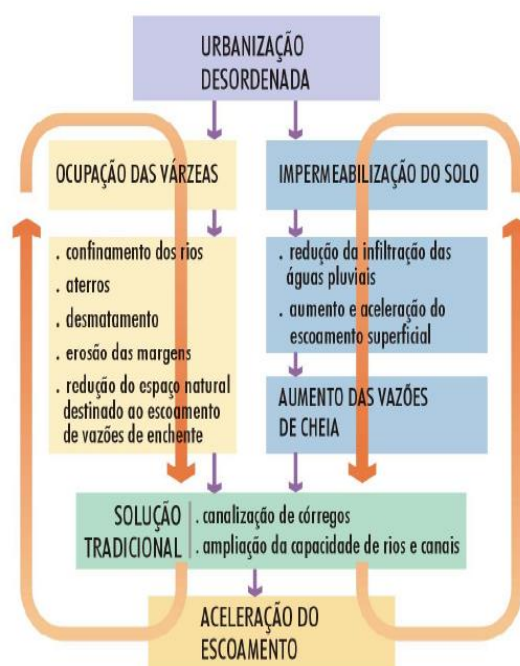 URBANIZAÇÃO
DESORDENADA
OCUPAÇÃO DAS VÁRZEAS
. confinamento dos rios
. aterros
. desmatamento
. erosão das margens
. redução do espaço natural
destinado ao escoamento
de vazões de enchente
IMPERMEABILIZAÇÃO DO SOLO
. redução da infiltração das
águas pluviais
. aumento e aceleração do
escoamento superficial
AUMENTO DAS VAZÕES
DE CHEIA
SOLUÇÃO
TRADICIONAL
. canalização de córregos
. ampliação da capacidade de rios e canais
ACELERAÇÃO DO
ESCOAMENTO